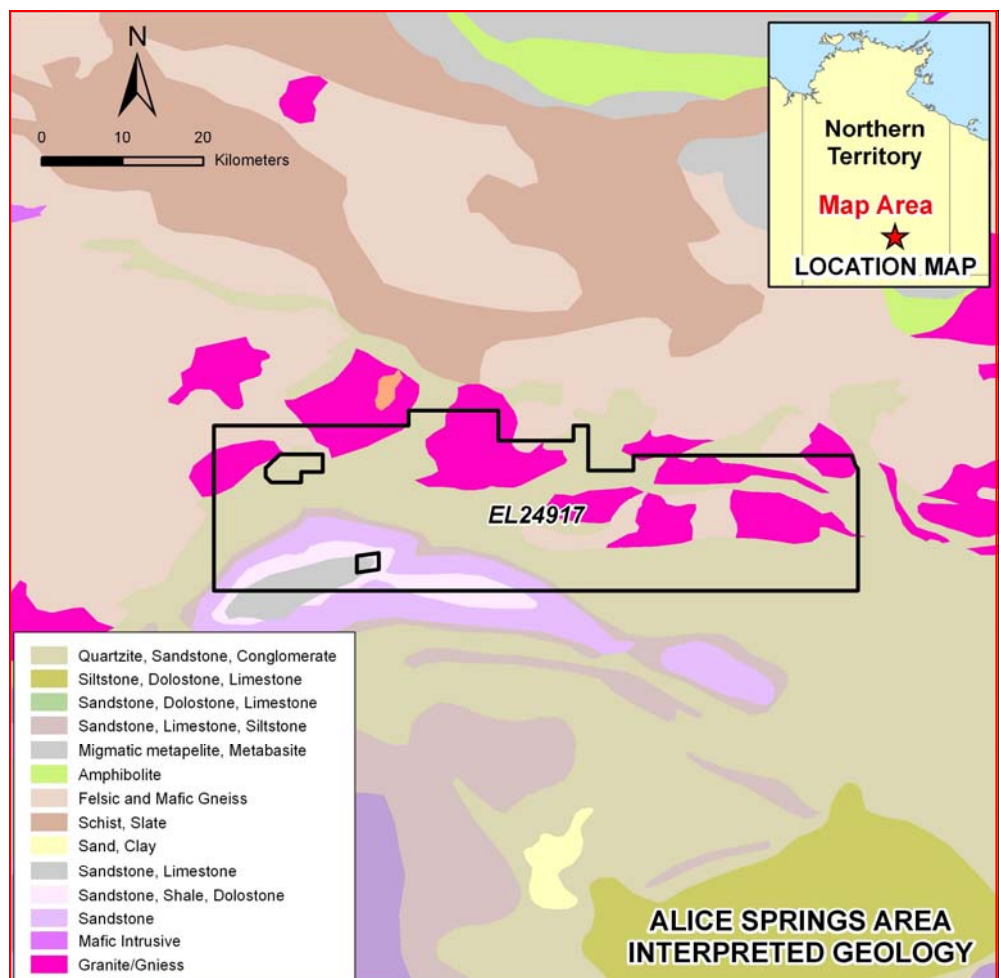 N
0 10 20
Kilometers
Northern
Territory
Map Area
LOCATION MAP
EL24917
Quartzite, Sandstone, Conglomerate
Siltstone, Dolostone, Limestone
Sandstone, Dolostone, Limestone
Sandstone, Limestone, Siltstone
Migmatic metapelite, Metabasite
Amphibolite
Felsic and Mafic Gneiss
Schist, Slate
Sand, Clay
Sandstone, Limestone
Sandstone, Shale, Dolostone
Sandstone
Mafic Intrusive
Granite/Gniess
ALICE SPRINGS AREA
INTERPRETED GEOLOGY